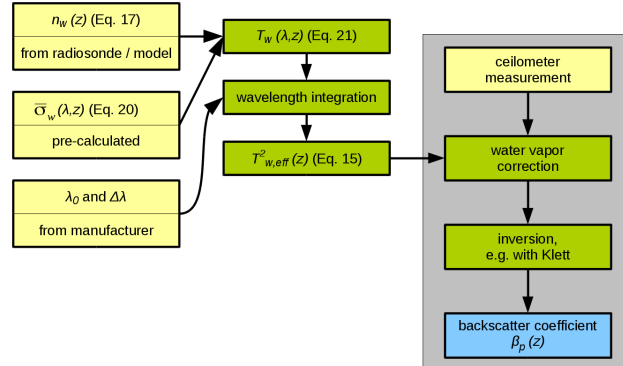 n_w (z) (Eq. 17)
from radiosonde / model
σ̅_w (λ,z) (Eq. 20)
pre-calculated
λ_0 and Δλ
from manufacturer
T_w (λ,z) (Eq. 21)
wavelength integration
T²_w,eff (z) (Eq. 15)
ceilometer
measurement
water vapor
correction
inversion,
e.g. with Klett
backscatter coefficient
β_p (z)